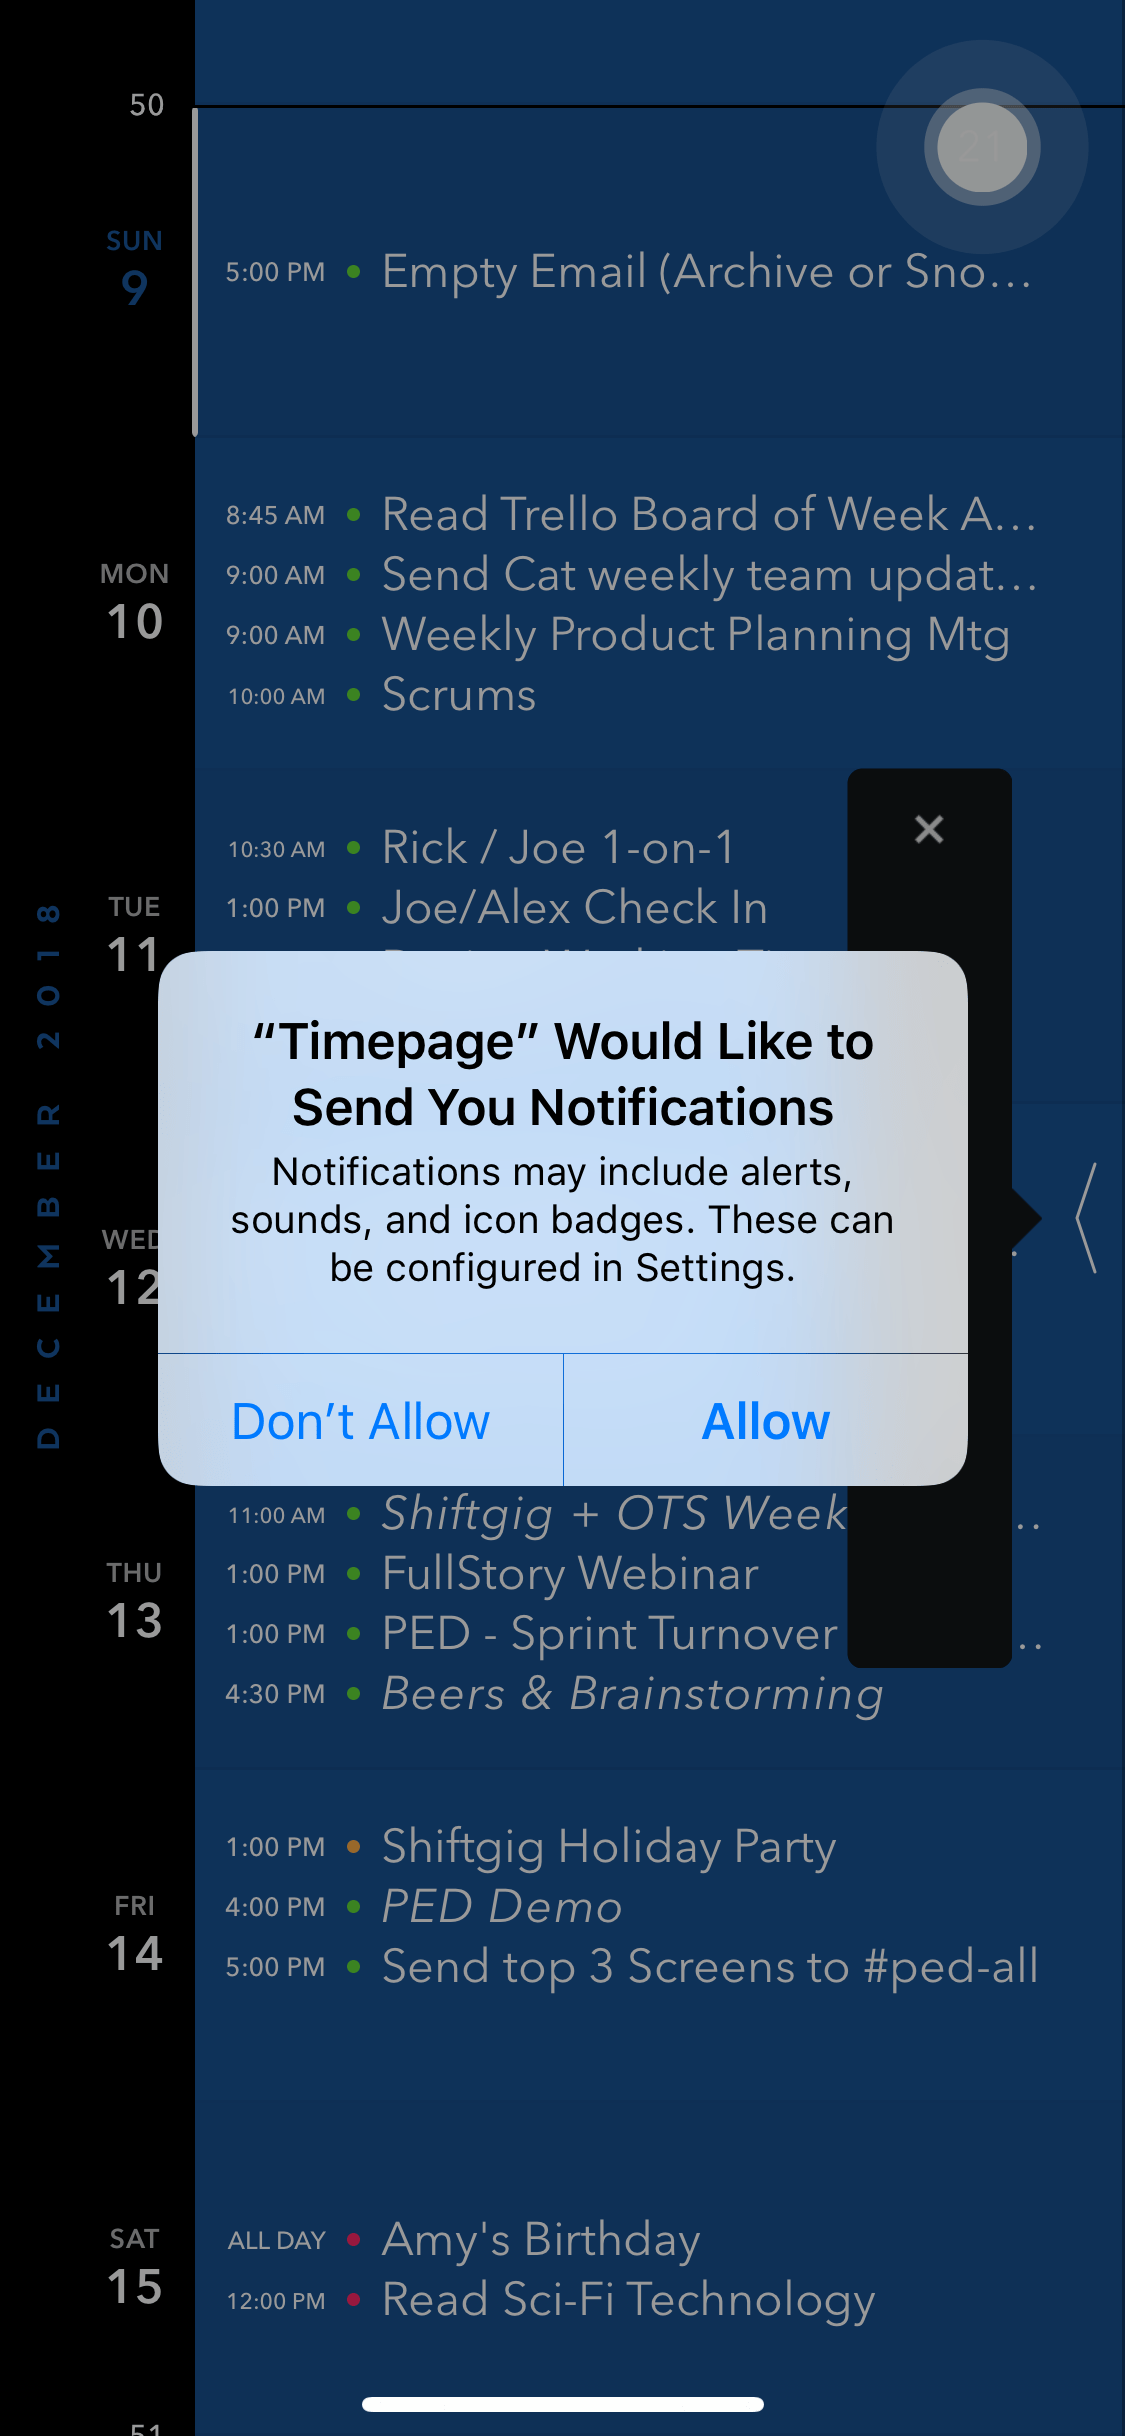 50
21
SUN
9
5:00 PM Empty Email (Archive or Sno...
MON
10
8:45 AM Read Trello Board of Week A...
9:00 AM Send Cat weekly team updat...
9:00 AM Weekly Product Planning Mtg
10:00 AM Scrums
TUE
11
10:30 AM Rick / Joe 1-on-1
1:00 PM Joe/Alex Check In
DECEMBER 2018
“Timepage” Would Like to
Send You Notifications
Notifications may include alerts,
sounds, and icon badges. These can
be configured in Settings.
Don’t Allow
Allow
WED
12
THU
13
11:00 AM Shiftgig + OTS Week ..
1:00 PM FullStory Webinar
1:00 PM PED - Sprint Turnover ..
4:30 PM Beers & Brainstorming
FRI
14
1:00 PM Shiftgig Holiday Party
4:00 PM PED Demo
5:00 PM Send top 3 Screens to #ped-all
SAT
15
ALL DAY Amy's Birthday
12:00 PM Read Sci-Fi Technology
51